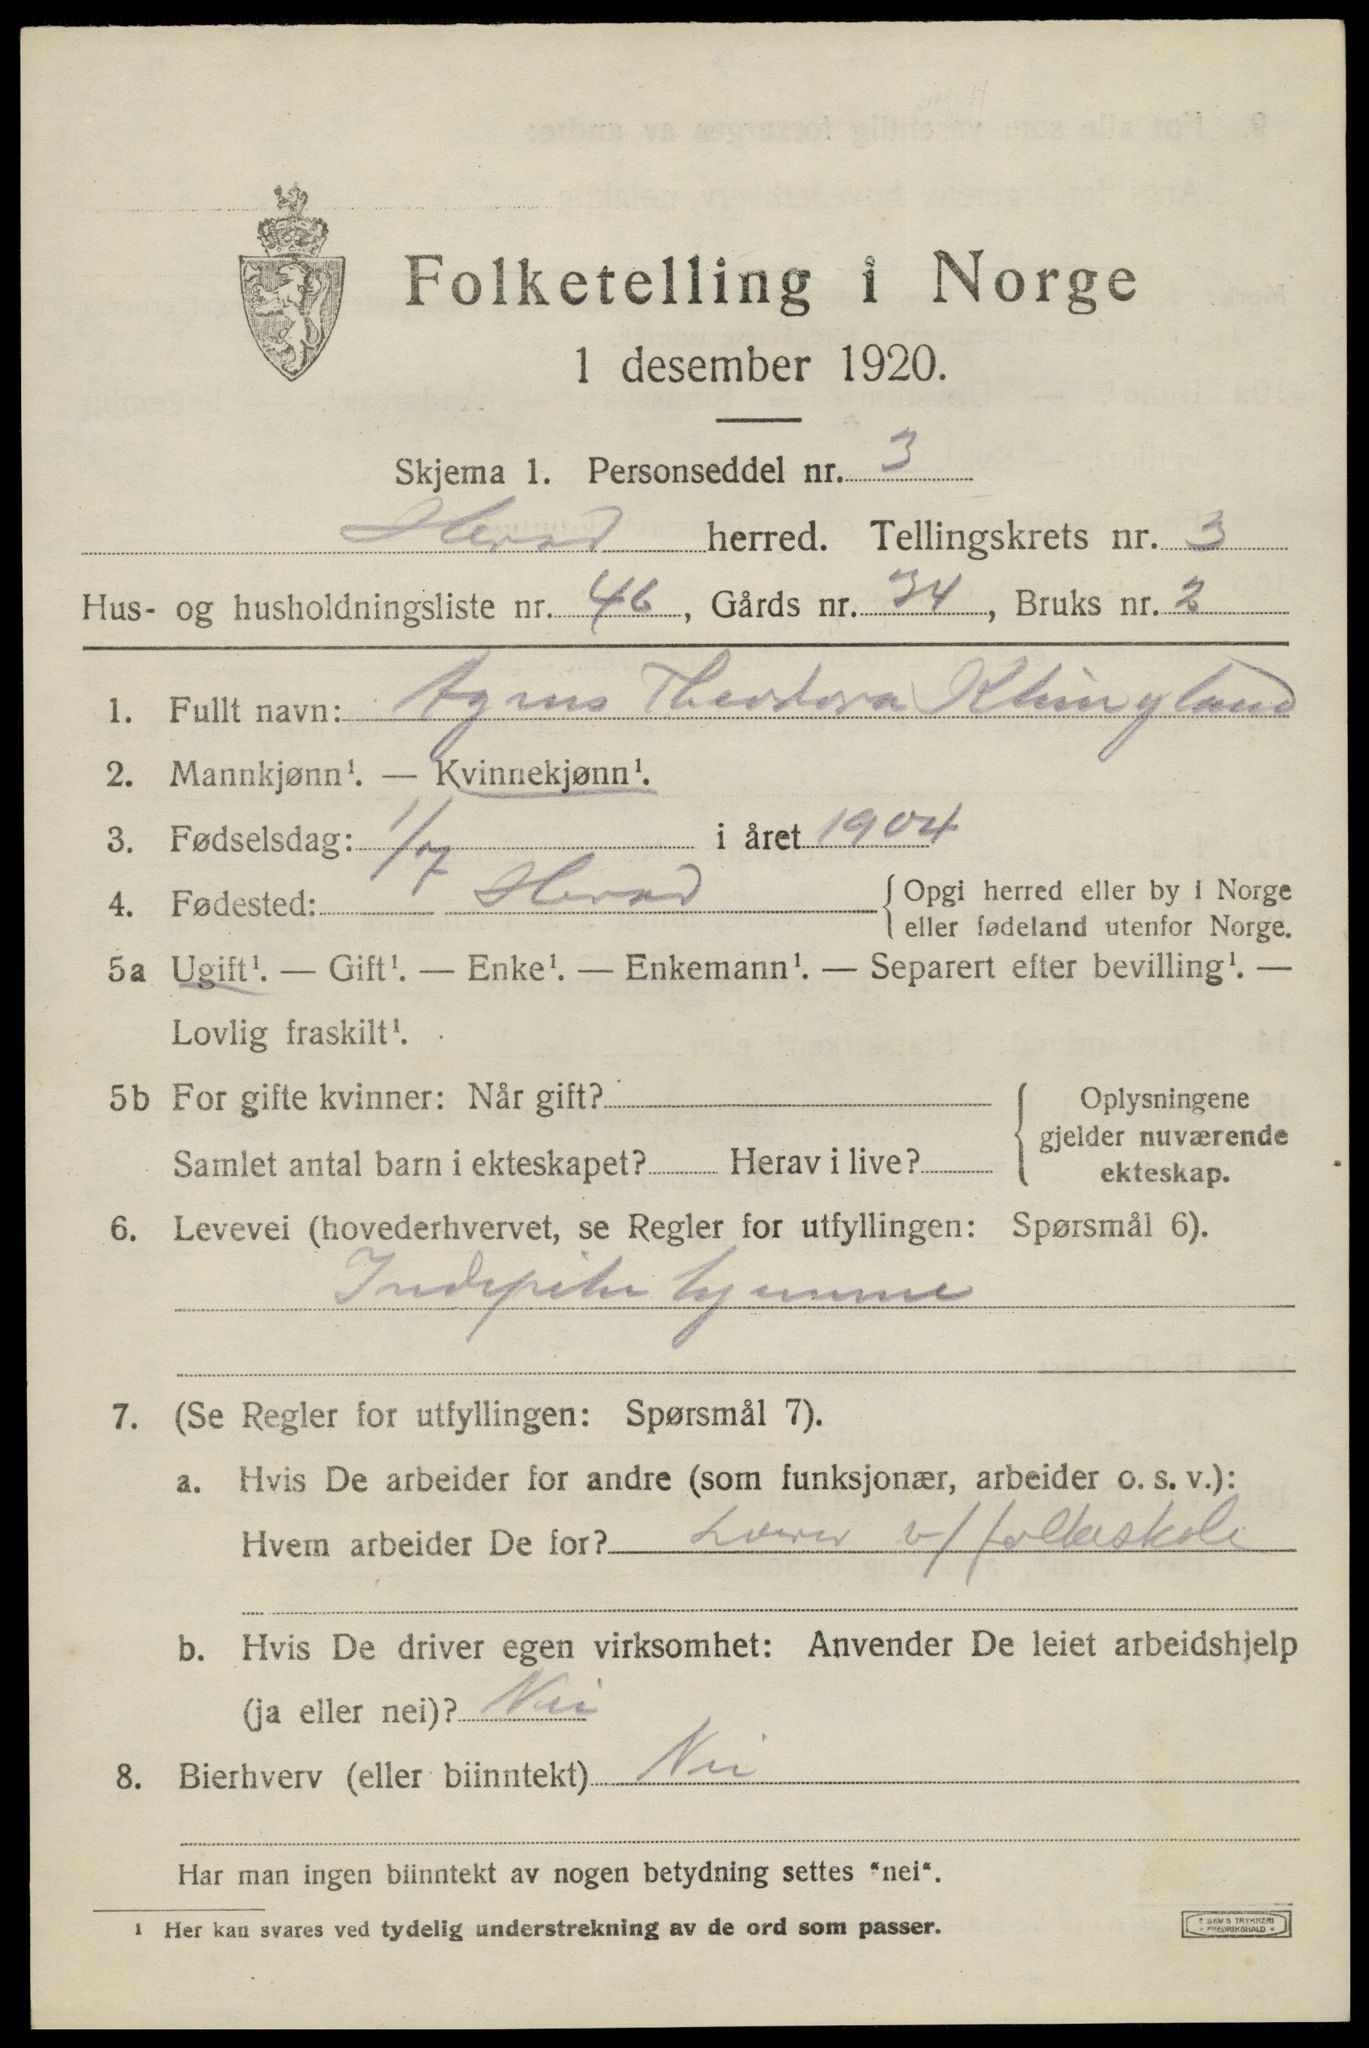 Folketelling i Norge
1 desember 1920.
Skjema 1. Personseddel nr. 3
Herad herred. Tellingskrets nr. 3
Hus- og husholdningsliste nr. 46, Gårds nr. 34, Bruks nr. 2
1. Fullt navn: Agnes Theodora Klungland
2. Mannkjønn¹. — Kvinnekjønn¹.
3. Fødselsdag: 1/7 i året 1904
4. Fødested: Herad { Opgi herred eller by i Norge
eller fødeland utenfor Norge.
5a Ugift¹. — Gift¹. — Enke¹. — Enkemann¹. — Separert efter bevilling¹. —
Lovlig fraskilt¹.
5b For gifte kvinner: Når gift?
Samlet antal barn i ekteskapet? Herav i live?
{ Oplysningene
gjelder nuværende
ekteskap.
6. Levevei (hovederhvervet, se Regler for utfyllingen: Spørsmål 6).
hjemme
7. (Se Regler for utfyllingen: Spørsmål 7).
a. Hvis De arbeider for andre (som funksjonær, arbeider o. s. v.):
Hvem arbeider De for? Lærer v/ folkeskole
b. Hvis De driver egen virksomhet: Anvender De leiet arbeidshjelp
(ja eller nei)? Nei
8. Bierhverv (eller biinntekt) Nei
Har man ingen biinntekt av nogen betydning settes "nei".
¹ Her kan svares ved tydelig understrekning av de ord som passer.
E SEM'S TRYKKERI
FREDRIKSHALD